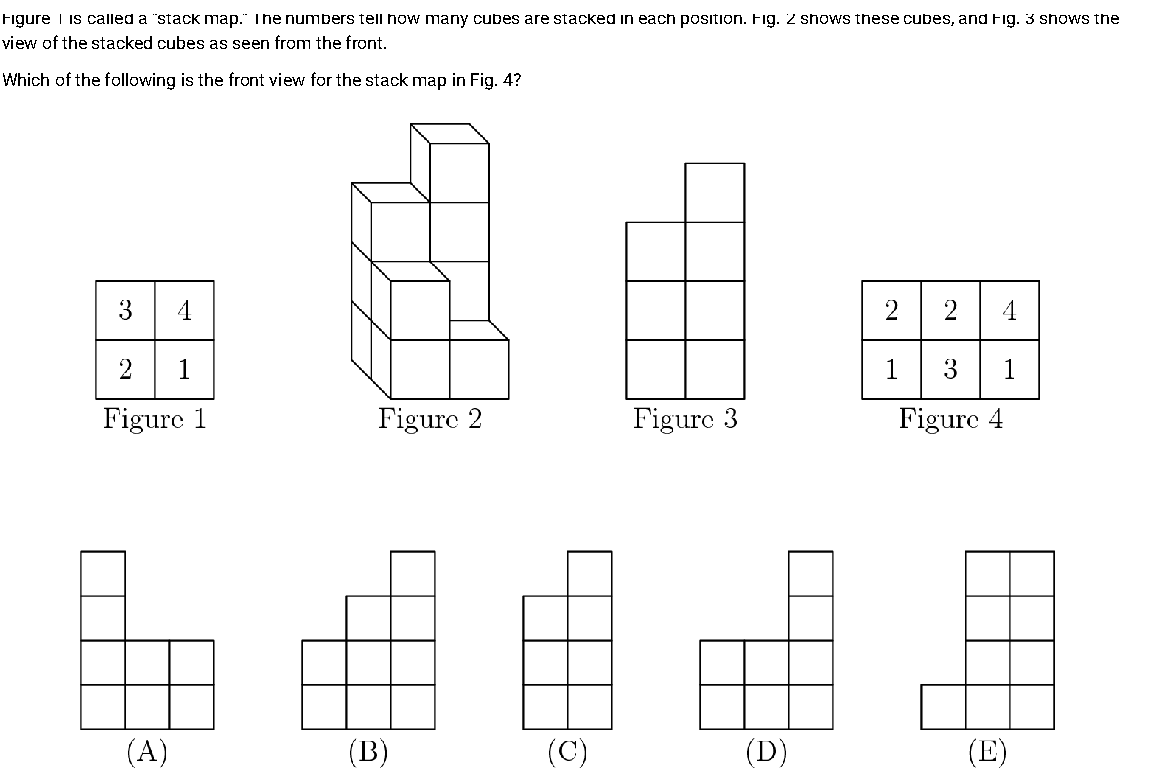 Figure 1 is called a "stack map." The numbers tell how many cubes are stacked in each position. Fig. 2 shows these cubes, and Fig. 3 shows the
view of the stacked cubes as seen from the front.
Which of the following is the front view for the stack map in Fig. 4?
3 4
2 1
2 2 4
1 3 1
Figure 1
Figure 2
Figure 3
Figure 4
(A)
(B)
(C)
(D)
(E)